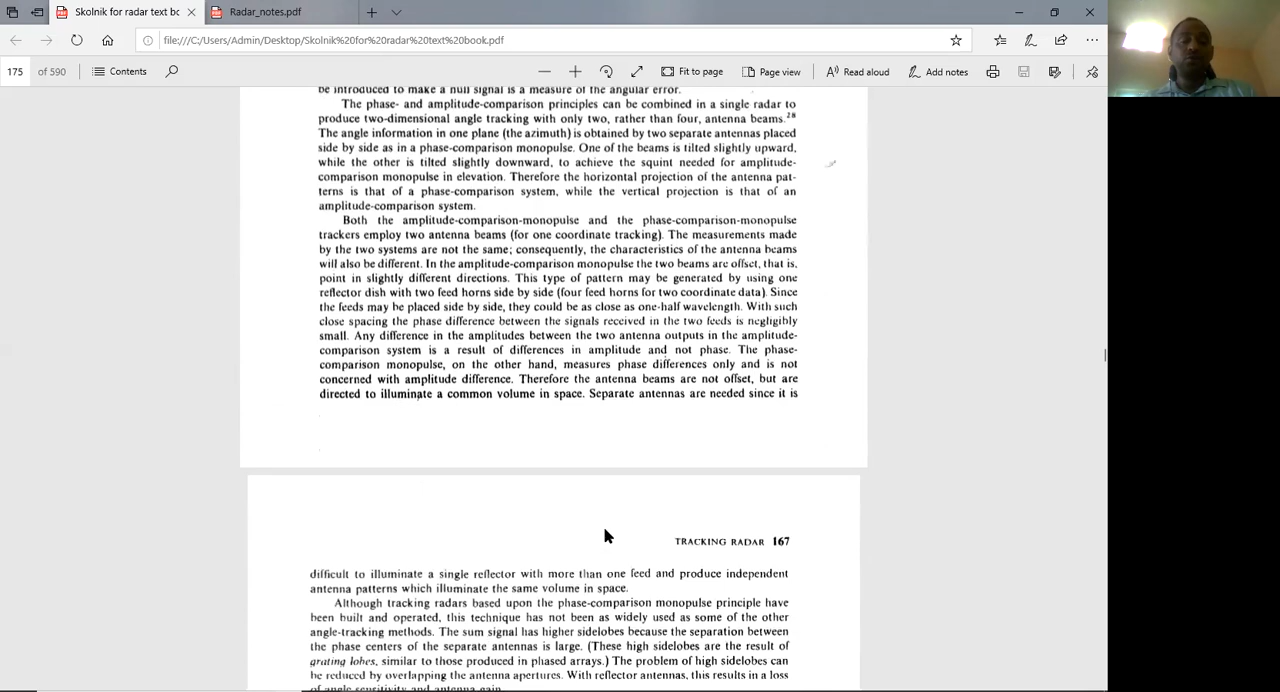 Skolnik for radar text bo
Radar_notes.pdf
file:///C:/Users/Admin/Desktop/Skolnik%20for%20radar%20text%20book.pdf
175 of 590 Contents Fit to page Page view Read aloud Add notes
be introduced to make a null signal is a measure of the angular error.
The phase- and amplitude-comparison principles can be combined in a single radar to
produce two-dimensional angle tracking with only two, rather than four, antenna beams.²⁸
The angle information in one plane (the azimuth) is obtained by two separate antennas placed
side by side as in a phase-comparison monopulse. One of the beams is tilted slightly upward,
while the other is tilted slightly downward, to achieve the squint needed for amplitude-
comparison monopulse in elevation. Therefore the horizontal projection of the antenna pat-
terns is that of a phase-comparison system, while the vertical projection is that of an
amplitude-comparison system.
Both the amplitude-comparison-monopulse and the phase-comparison-monopulse
trackers employ two antenna beams (for one coordinate tracking). The measurements made
by the two systems are not the same; consequently, the characteristics of the antenna beams
will also be different. In the amplitude-comparison monopulse the two beams are offset, that is,
point in slightly different directions. This type of pattern may be generated by using one
reflector dish with two feed horns side by side (four feed horns for two coordinate data). Since
the feeds may be placed side by side, they could be as close as one-half wavelength. With such
close spacing the phase difference between the signals received in the two feeds is negligibly
small. Any difference in the amplitudes between the two antenna outputs in the amplitude-
comparison system is a result of differences in amplitude and not phase. The phase-
comparison monopulse, on the other hand, measures phase differences only and is not
concerned with amplitude difference. Therefore the antenna beams are not offset, but are
directed to illuminate a common volume in space. Separate antennas are needed since it is
TRACKING RADAR 167
difficult to illuminate a single reflector with more than one feed and produce independent
antenna patterns which illuminate the same volume in space.
Although tracking radars based upon the phase-comparison monopulse principle have
been built and operated, this technique has not been as widely used as some of the other
angle-tracking methods. The sum signal has higher sidelobes because the separation between
the phase centers of the separate antennas is large. (These high sidelobes are the result of
grating lobes, similar to those produced in phased arrays.) The problem of high sidelobes can
be reduced by overlapping the antenna apertures. With reflector antennas, this results in a loss
of angle sensitivity and antenna gain.